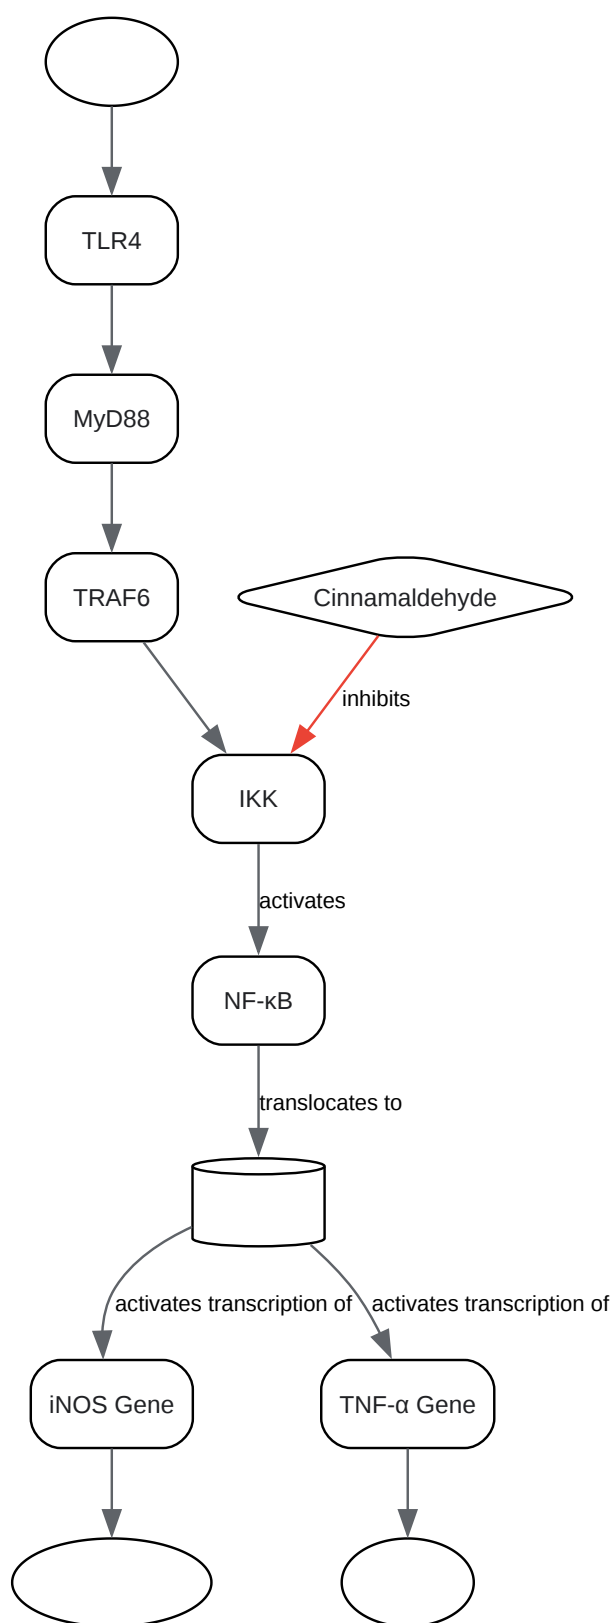 TLR4
MyD88
TRAF6
Cinnamaldehyde
inhibits
IKK
activates
NF-κB
translocates to
activates transcription of
activates transcription of
iNOS Gene
TNF-α Gene